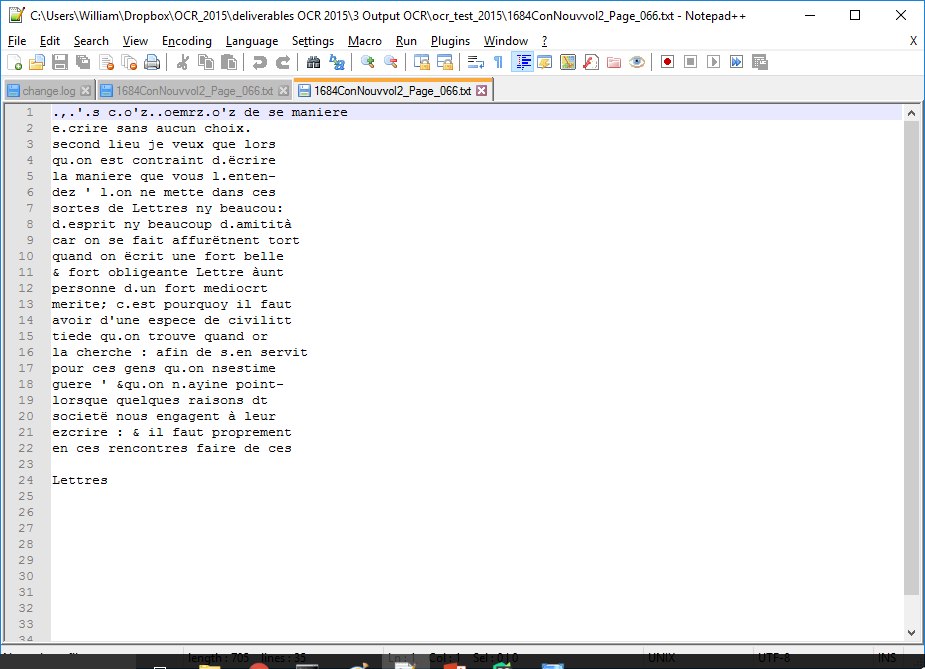 C:\Users\William\Dropbox\OCR_2015\deliverables OCR 2015\3 Output OCR\ocr_test_2015\1684ConNouvvol2_Page_066.txt - Notepad++
File Edit Search View Encoding Language Settings Macro Run Plugins Window ? X
change.log 1684ConNouvvol2_Page_066.txt 1684ConNouvvol2_Page_066.txt
1 .,.'.s c.o'z..oemrz.o'z de se maniere
2 e.crire sans aucun choix.
3 second lieu je veux que lors
4 qu.on est contraint d.ëcrire
5 la maniere que vous l.enten-
6 dez ' l.on ne mette dans ces
7 sortes de Lettres ny beaucou:
8 d.esprit ny beaucoup d.amitità
9 car on se fait affurëtnent tort
10 quand on ëcrit une fort belle
11 & fort obligeante Lettre àunt
12 personne d.un fort mediocrt
13 merite; c.est pourquoy il faut
14 avoir d'une espece de civilitt
15 tiede qu.on trouve quand or
16 la cherche : afin de s.en servit
17 pour ces gens qu.on nsestime
18 guere ' &qu.on n.ayine point-
19 lorsque quelques raisons dt
20 societë nous engagent à leur
21 ezcrire : & il faut proprement
22 en ces rencontres faire de ces
23
24 Lettres
25
26
27
28
29
30
31
32
33
34
length : 705 lines : 35 Ln : 1 Col : 1 Sel : 0 | 0 UNIX UTF-8 INS